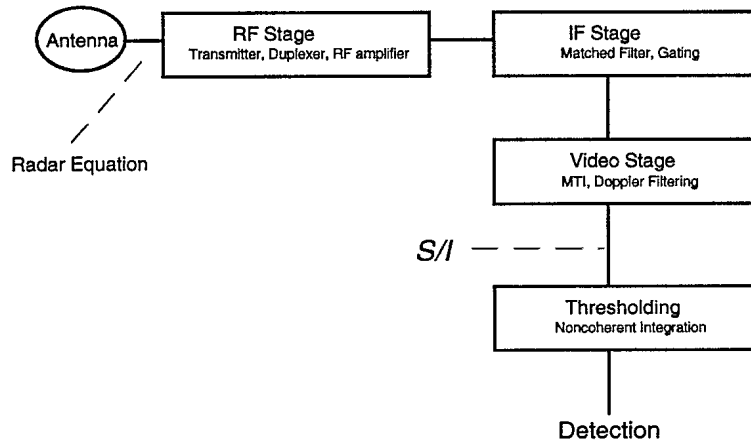 Antenna
RF Stage
Transmitter, Duplexer, RF amplifier
IF Stage
Matched Filter, Gating
Radar Equation
Video Stage
MTI, Doppler Filtering
S/I
Thresholding
Noncoherent Integration
Detection